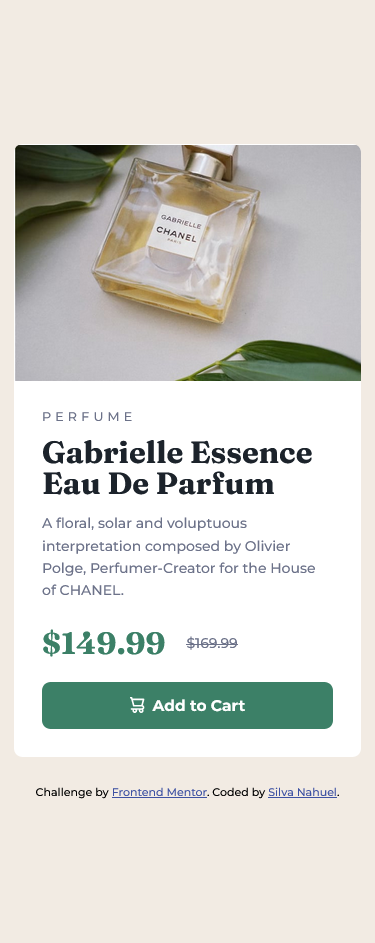 GABRIELLE
CHANEL
PARIS
PERFUME
Gabrielle Essence
Eau De Parfum
A floral, solar and voluptuous
interpretation composed by Olivier
Polge, Perfumer-Creator for the House
of CHANEL.
$149.99 $169.99
Add to Cart
Challenge by Frontend Mentor. Coded by Silva Nahuel.